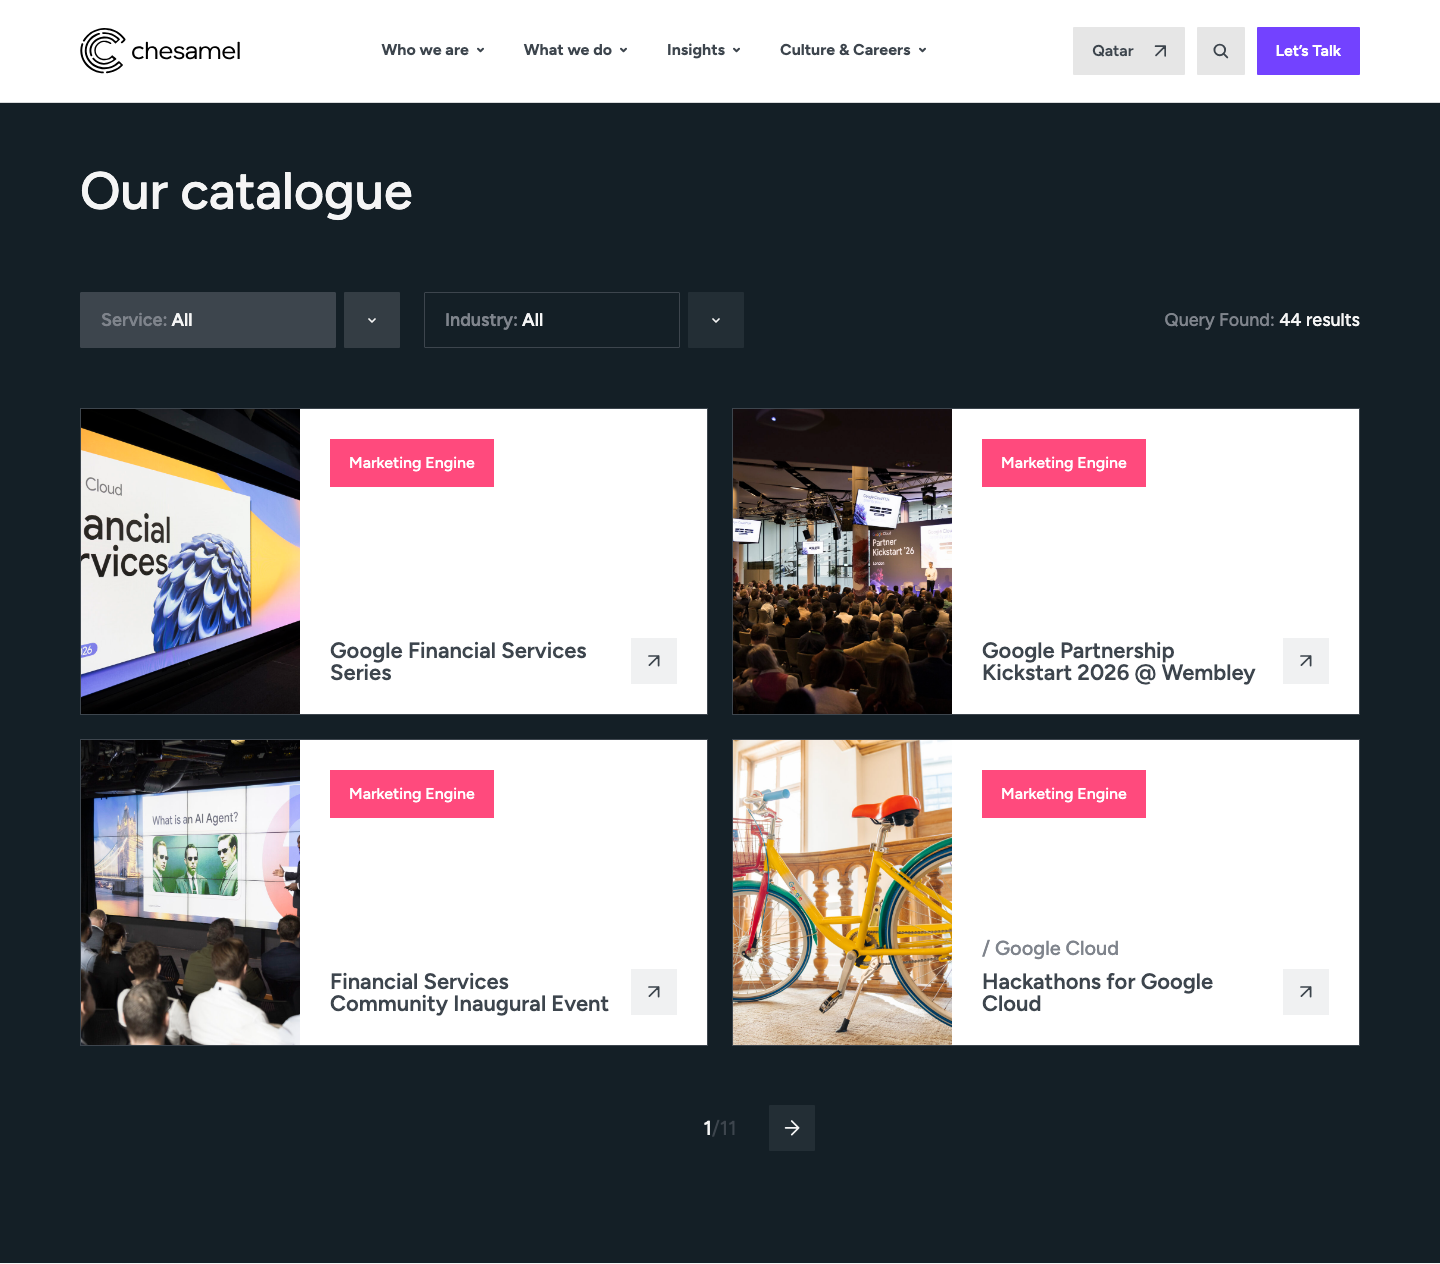 chesamel
Who we are
What we do
Insights
Culture & Careers
Qatar
Let's Talk
Our catalogue
Service: All
Industry: All
Query Found: 44 results
Cloud
ancial
rvices
26
Marketing Engine
Google Financial Services
Series
Partner
Kickstart '26
London
Marketing Engine
Google Partnership
Kickstart 2026 @ Wembley
What is an AI Agent?
Marketing Engine
Financial Services
Community Inaugural Event
Marketing Engine
/ Google Cloud
Hackathons for Google
Cloud
1/11